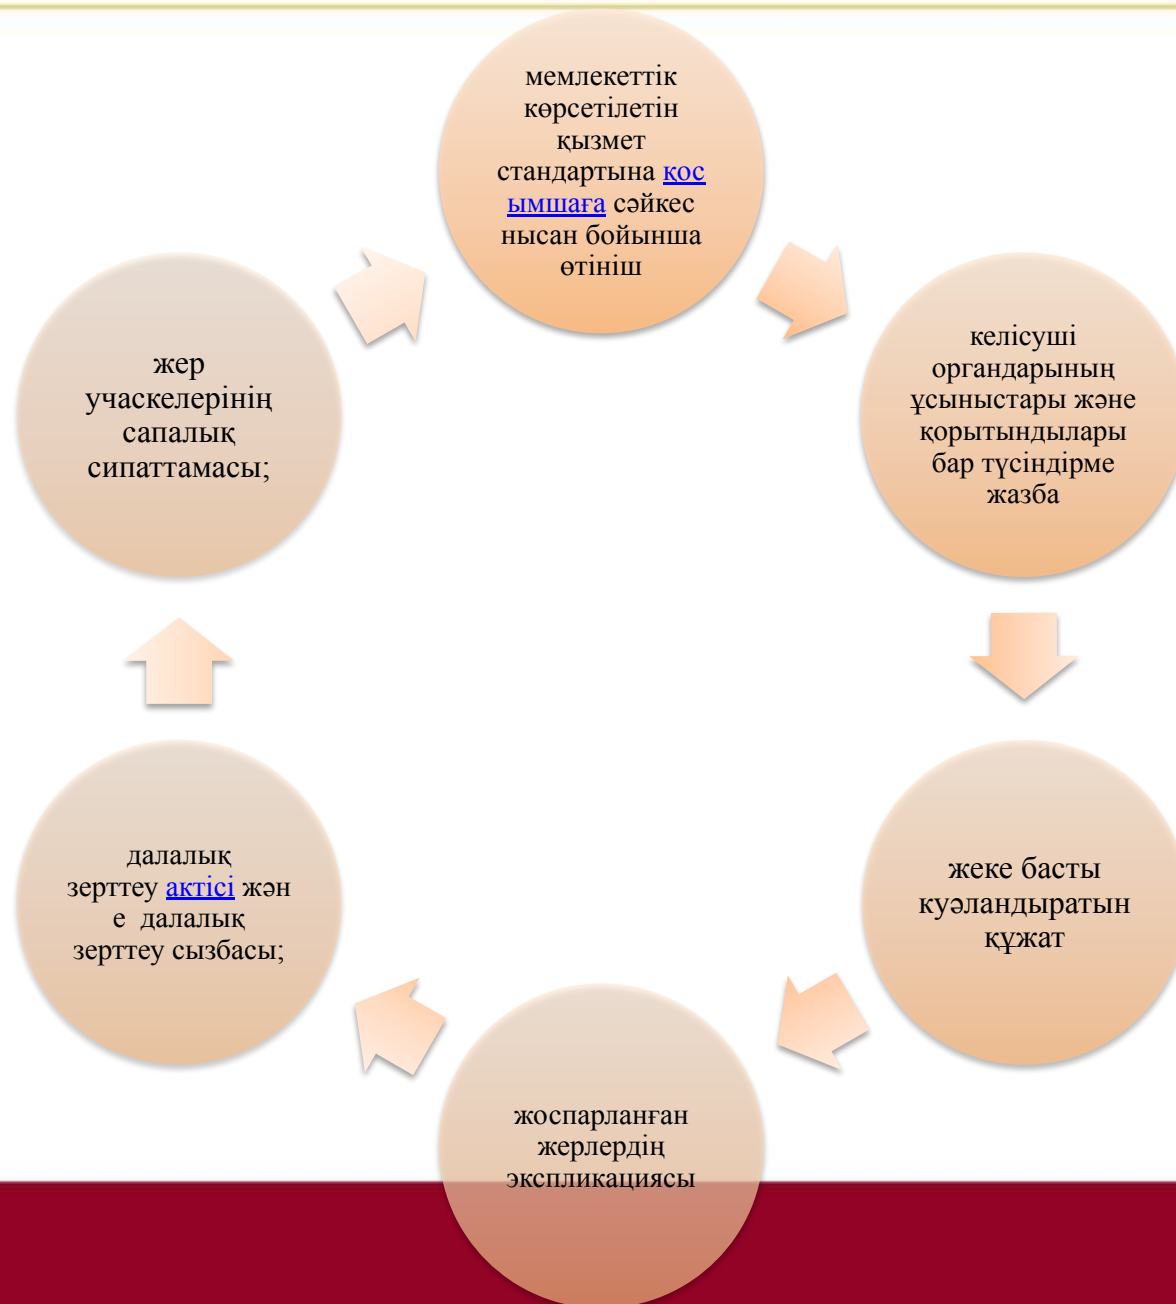 мемлекеттік
көрсетілетін
қызмет
стандартына қос
ымшаға сәйкес
нысан бойынша
өтініш
келісуші
органдарының
ұсыныстары және
қорытындылары
бар түсіндірме
жазба
жеке басты
куәландыратын
құжат
жоспарланған
жерлердің
экспликациясы
далалық
зерттеу актісі жән
е далалық
зерттеу сызбасы;
жер
учаскелерінің
сапалық
сипаттамасы;